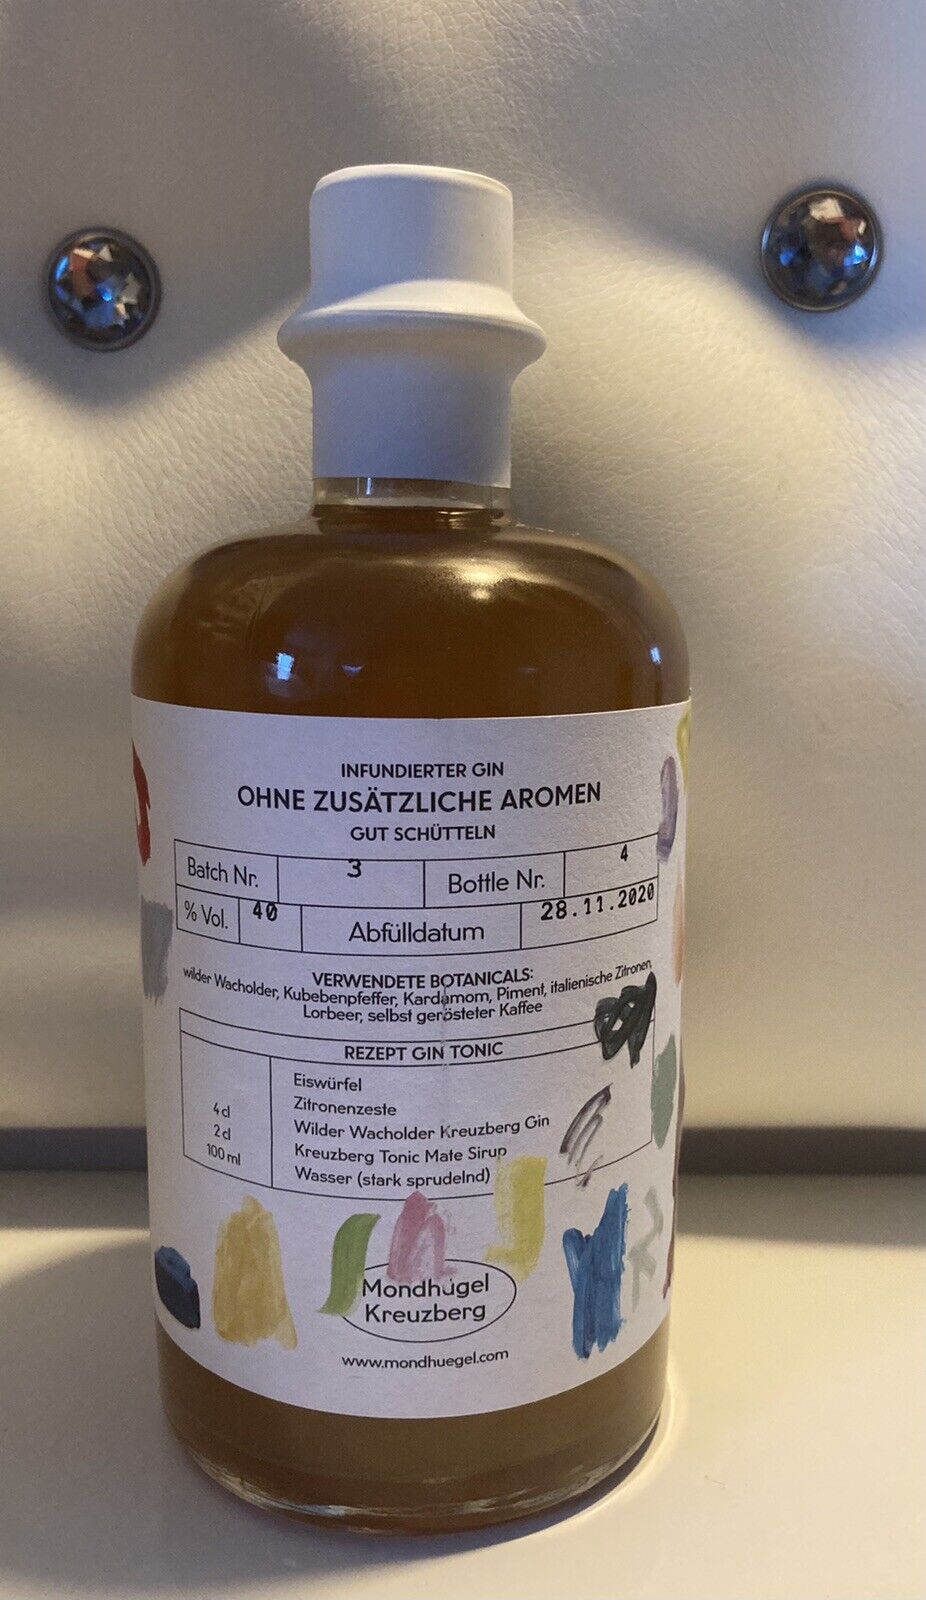 INFUNDIERTER GIN
OHNE ZUSÄTZLICHE AROMEN
GUT SCHÜTTELN
Batch Nr. 3 Bottle Nr. 4
% Vol. 40 Abfülldatum 28.11.2020
VERWENDETE BOTANICALS:
wilder Wacholder, Kubebenpfeffer, Kardamom, Piment, italienische Zitronen,
Lorbeer, selbst gerösteter Kaffee
REZEPT GIN TONIC
Eiswürfel
Zitronenzeste
4 cl Wilder Wacholder Kreuzberg Gin
2 cl Kreuzberg Tonic Mate Sirup
100 ml Wasser (stark sprudelnd)
Mondhügel
Kreuzberg
www.mondhuegel.com